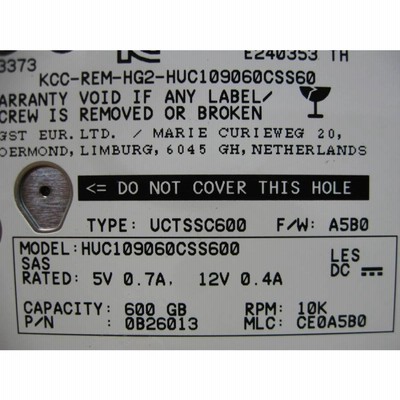 3373
E240353 TH
KCC-REM-HG2-HUC109060CSS60
ARRANTY VOID IF ANY LABEL/
CREW IS REMOVED OR BROKEN
GST EUR.LTD. / MARIE CURIEWEG 20,
OERMOND, LIMBURG, 6045 GH, NETHERLANDS
<= DO NOT COVER THIS HOLE
TYPE: UCTSSC600 F/W: A5B0
MODEL:HUC109060CSS600
SAS
LES
RATED: 5V 0.7A, 12V 0.4A
DC
CAPACITY: 600 GB RPM: 10K
P/N : 0B26013 MLC: CE0A5B0